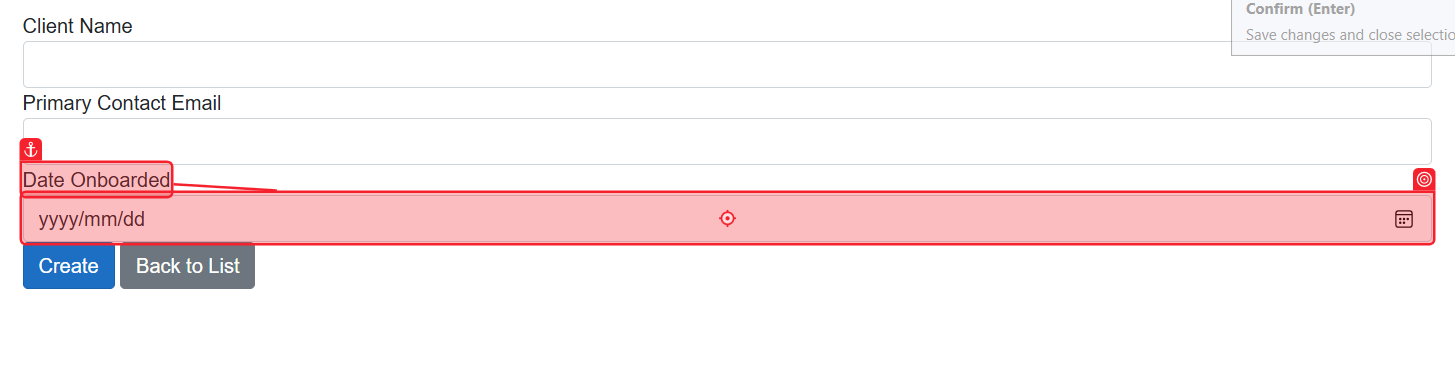 Client Name
Confirm (Enter)
Save changes and close selectio
Primary Contact Email
Date Onboarded
yyyy/mm/dd
Create Back to List